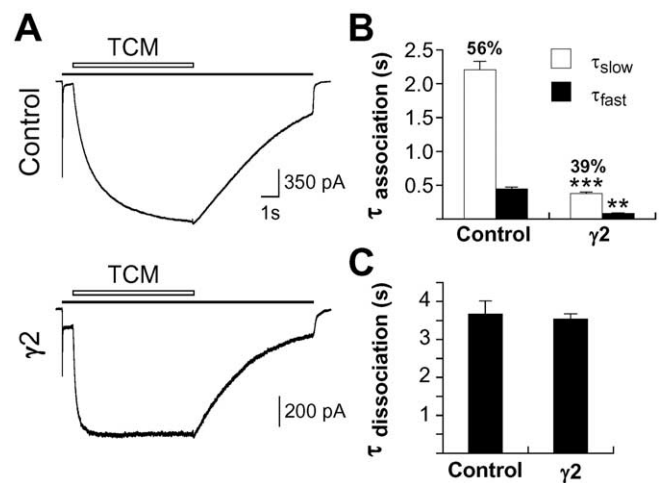 A
TCM
Control
350 pA
1s
TCM
γ2
200 pA
B
τ association (s)
2.5
2.0
1.5
1.0
0.5
56%
τslow
τfast
39%
***
**
Control
γ2
C
τ dissociation (s)
4
3
2
1
Control
γ2